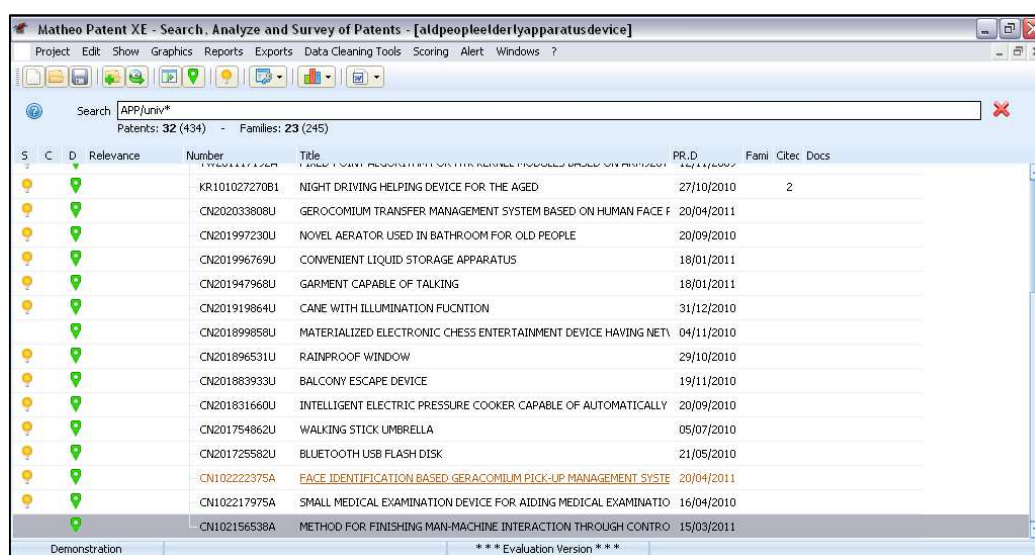 Matheo Patent XE - Search, Analyze and Survey of Patents - [aldpeopleelderlyapparatusdevice]
Project Edit Show Graphics Reports Exports Data Cleaning Tools Scoring Alert Windows ?
Search APP/univ*
Patents: 32 (434) - Families: 23 (245)
S C D Relevance Number Title PR.D Fami Citec Docs
KR101027270B1 NIGHT DRIVING HELPING DEVICE FOR THE AGED 27/10/2010 2
CN202033808U GEROCOMIUM TRANSFER MANAGEMENT SYSTEM BASED ON HUMAN FACE F 20/04/2011
CN201997230U NOVEL AERATOR USED IN BATHROOM FOR OLD PEOPLE 20/09/2010
CN201996769U CONVENIENT LIQUID STORAGE APPARATUS 18/01/2011
CN201947968U GARMENT CAPABLE OF TALKING 18/01/2011
CN201919864U CANE WITH ILLUMINATION FUCNTION 31/12/2010
CN201899858U MATERIALIZED ELECTRONIC CHESS ENTERTAINMENT DEVICE HAVING NETV 04/11/2010
CN201896531U RAINPROOF WINDOW 29/10/2010
CN201883933U BALCONY ESCAPE DEVICE 19/11/2010
CN201831660U INTELLIGENT ELECTRIC PRESSURE COOKER CAPABLE OF AUTOMATICALLY 20/09/2010
CN201754862U WALKING STICK UMBRELLA 05/07/2010
CN201725582U BLUETOOTH USB FLASH DISK 21/05/2010
CN102222375A FACE IDENTIFICATION BASED GERACOMIUM PICK-UP MANAGEMENT SYSTE 20/04/2011
CN102217975A SMALL MEDICAL EXAMINATION DEVICE FOR AIDING MEDICAL EXAMINATIO 16/04/2010
CN102156538A METHOD FOR FINISHING MAN-MACHINE INTERACTION THROUGH CONTRO 15/03/2011
Demonstration * * * Evaluation Version * * *